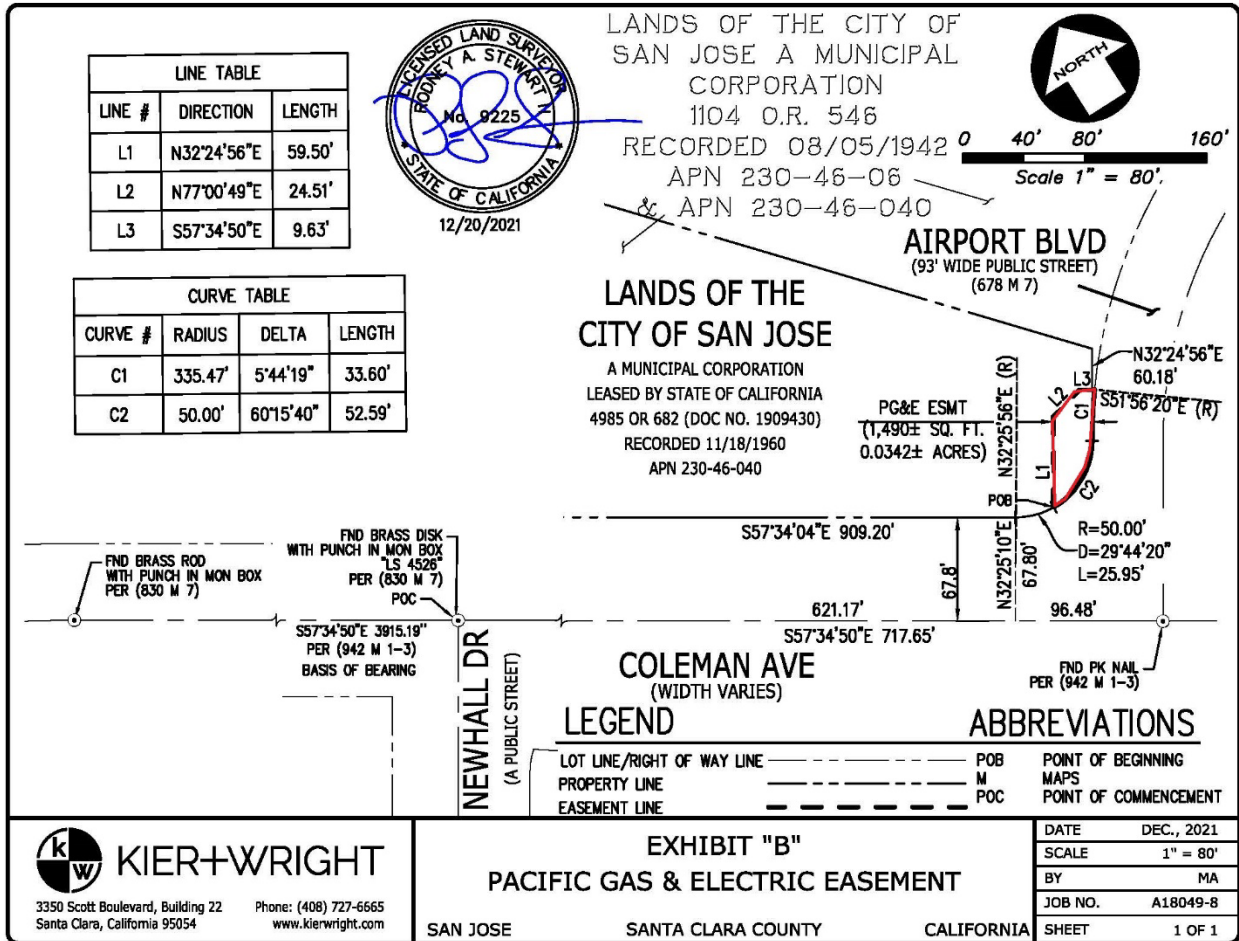 LINE TABLE
LINE # DIRECTION LENGTH
L1 N32°24'56"E 59.50'
L2 N77°00'49"E 24.51'
L3 S57°34'50"E 9.63'
CURVE TABLE
CURVE # RADIUS DELTA LENGTH
C1 335.47' 5°44'19" 33.60'
C2 50.00' 60°15'40" 52.59'
LICENSED LAND SURVEYOR
RODNEY A. STEWART II
No. 9225
STATE OF CALIFORNIA
12/20/2021
LANDS OF THE CITY OF
SAN JOSE A MUNICIPAL
CORPORATION
1104 O.R. 546
RECORDED 08/05/1942
APN 230-46-06
& APN 230-46-040
NORTH
0 40' 80' 160'
Scale 1" = 80'
AIRPORT BLVD
(93' WIDE PUBLIC STREET)
(678 M 7)
LANDS OF THE
CITY OF SAN JOSE
A MUNICIPAL CORPORATION
LEASED BY STATE OF CALIFORNIA
4985 OR 682 (DOC NO. 1909430)
RECORDED 11/18/1960
APN 230-46-040
N32°24'56"E
60.18'
L3
S51°56'20"E (R)
L2
C1
PG&E ESMT
(1,490± SQ. FT.
0.0342± ACRES)
N32°25'56"E (R)
L1
C2
POB
S57°34'04"E 909.20'
R=50.00'
D=29°44'20"
L=25.95'
67.8'
N32°25'10"E
67.80'
FND BRASS ROD
WITH PUNCH IN MON BOX
PER (830 M 7)
FND BRASS DISK
WITH PUNCH IN MON BOX
"LS 4526"
PER (830 M 7)
POC
621.17'
96.48'
S57°34'50"E 3915.19"
PER (942 M 1-3)
BASIS OF BEARING
S57°34'50"E 717.65'
NEWHALL DR
(A PUBLIC STREET)
COLEMAN AVE
(WIDTH VARIES)
FND PK NAIL
PER (942 M 1-3)
LEGEND
LOT LINE/RIGHT OF WAY LINE
PROPERTY LINE
EASEMENT LINE
ABBREVIATIONS
POB POINT OF BEGINNING
M MAPS
POC POINT OF COMMENCEMENT
kw KIER+WRIGHT
3350 Scott Boulevard, Building 22 Phone: (408) 727-6665
Santa Clara, California 95054 www.kierwright.com
EXHIBIT "B"
PACIFIC GAS & ELECTRIC EASEMENT
SAN JOSE SANTA CLARA COUNTY CALIFORNIA
DATE DEC., 2021
SCALE 1" = 80'
BY MA
JOB NO. A18049-8
SHEET 1 OF 1